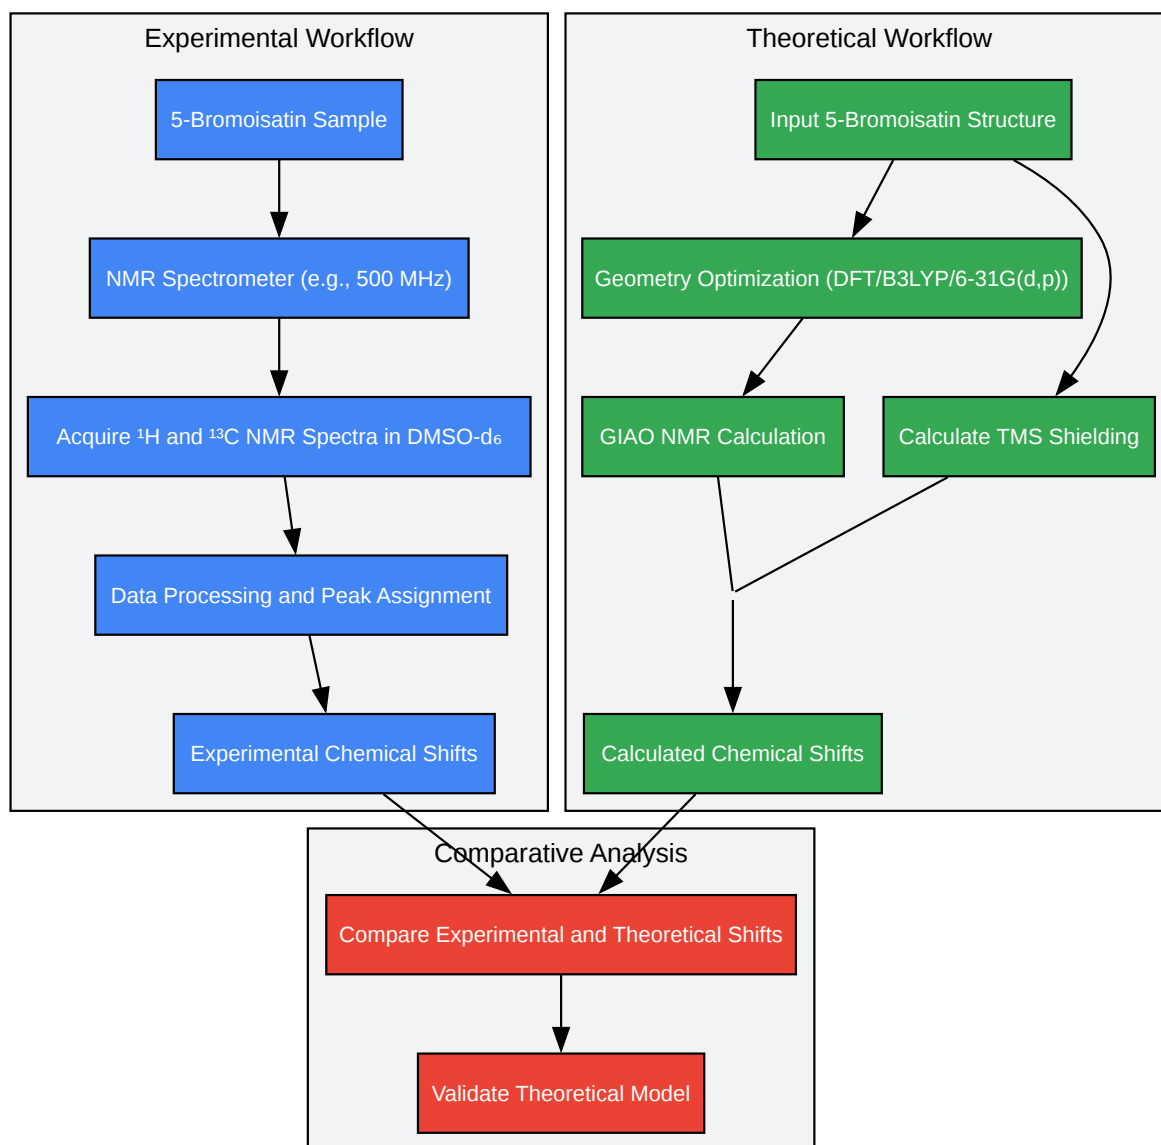 Experimental Workflow
5-Bromoisatin Sample
NMR Spectrometer (e.g., 500 MHz)
Acquire ¹H and ¹³C NMR Spectra in DMSO-d₆
Data Processing and Peak Assignment
Experimental Chemical Shifts
Theoretical Workflow
Input 5-Bromoisatin Structure
Geometry Optimization (DFT/B3LYP/6-31G(d,p))
GIAO NMR Calculation
Calculate TMS Shielding
Calculated Chemical Shifts
Comparative Analysis
Compare Experimental and Theoretical Shifts
Validate Theoretical Model